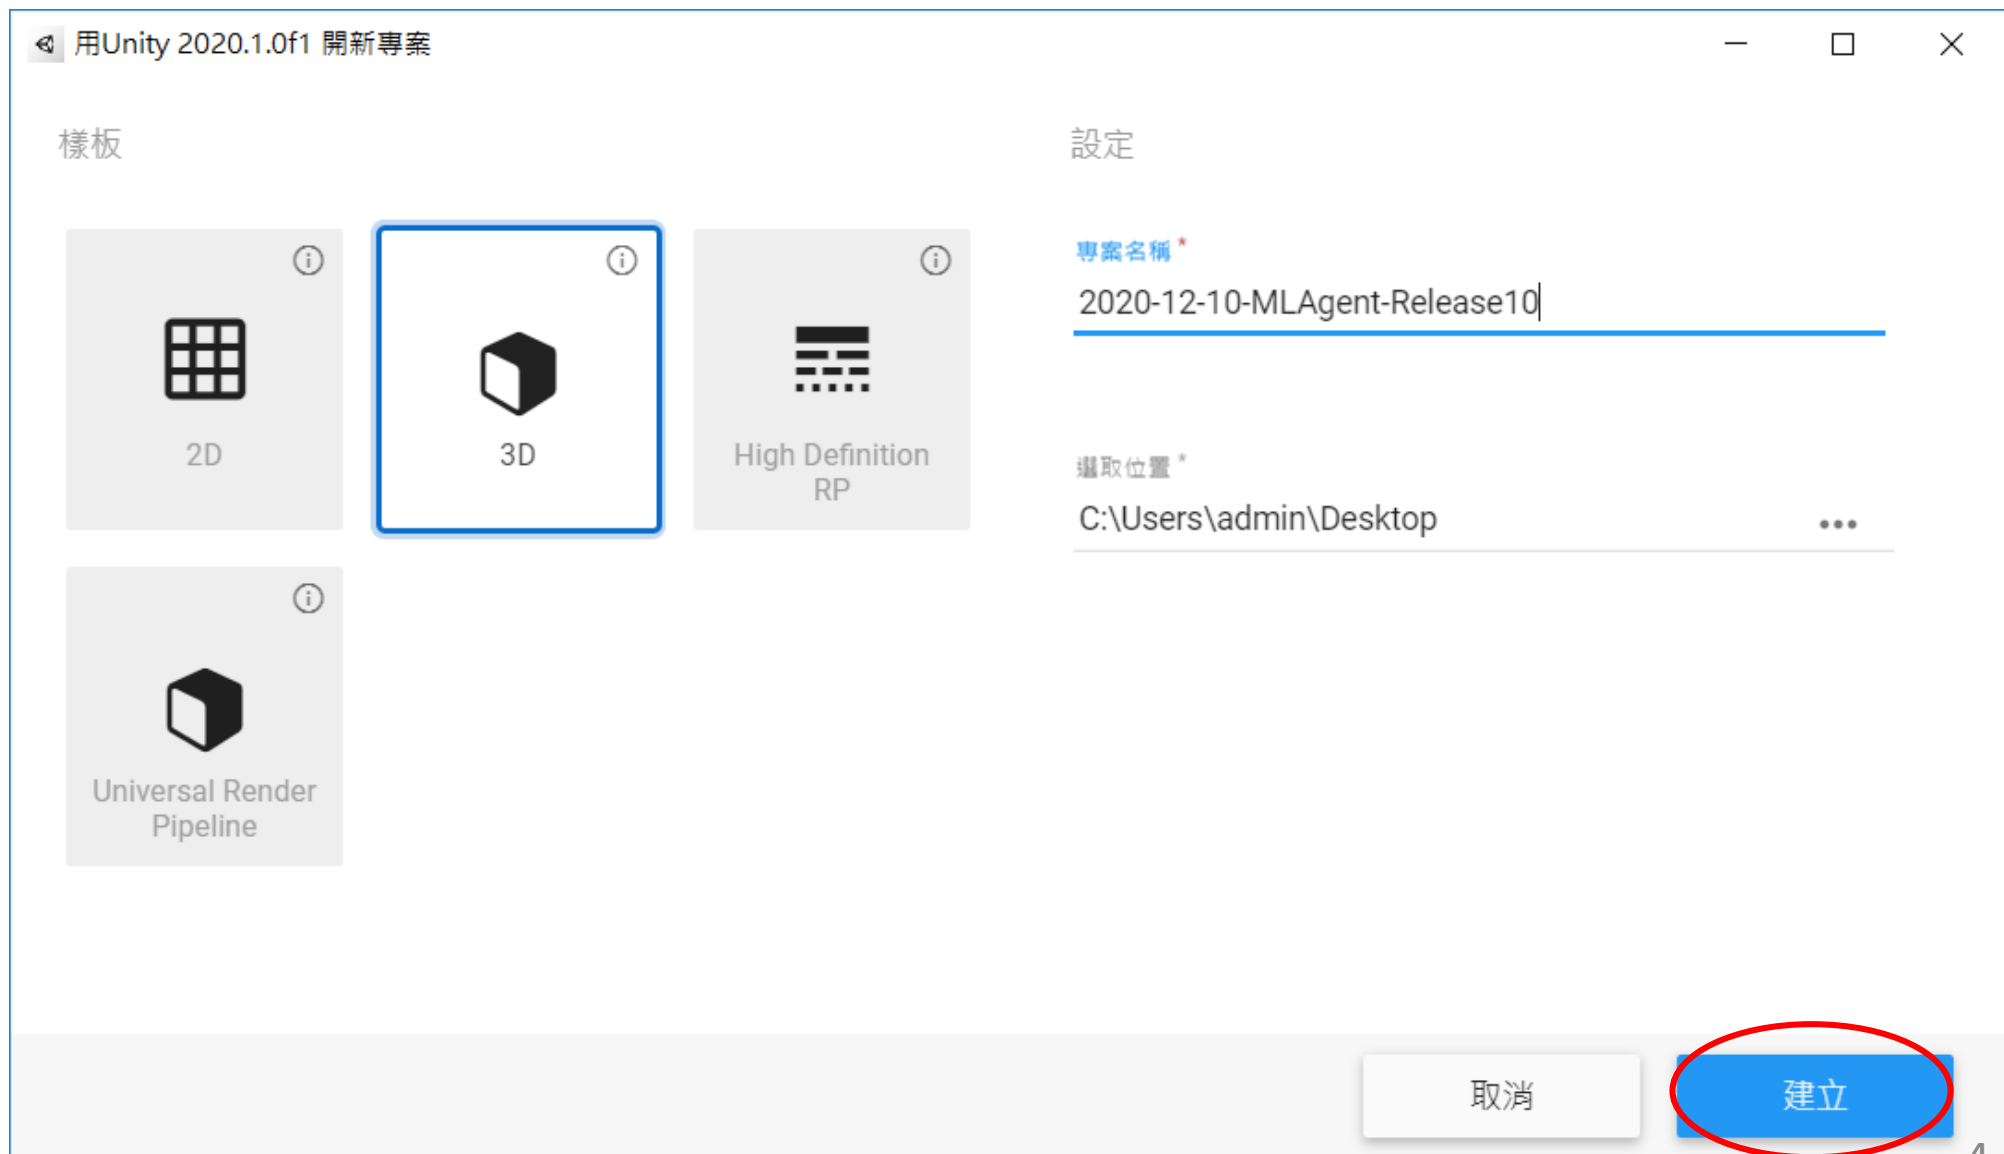 用Unity 2020.1.0f1 開新專案
樣板
設定
2D
3D
High Definition
RP
Universal Render
Pipeline
專案名稱 *
2020-12-10-MLAgent-Release10
選取位置 *
C:\Users\admin\Desktop
取消
建立